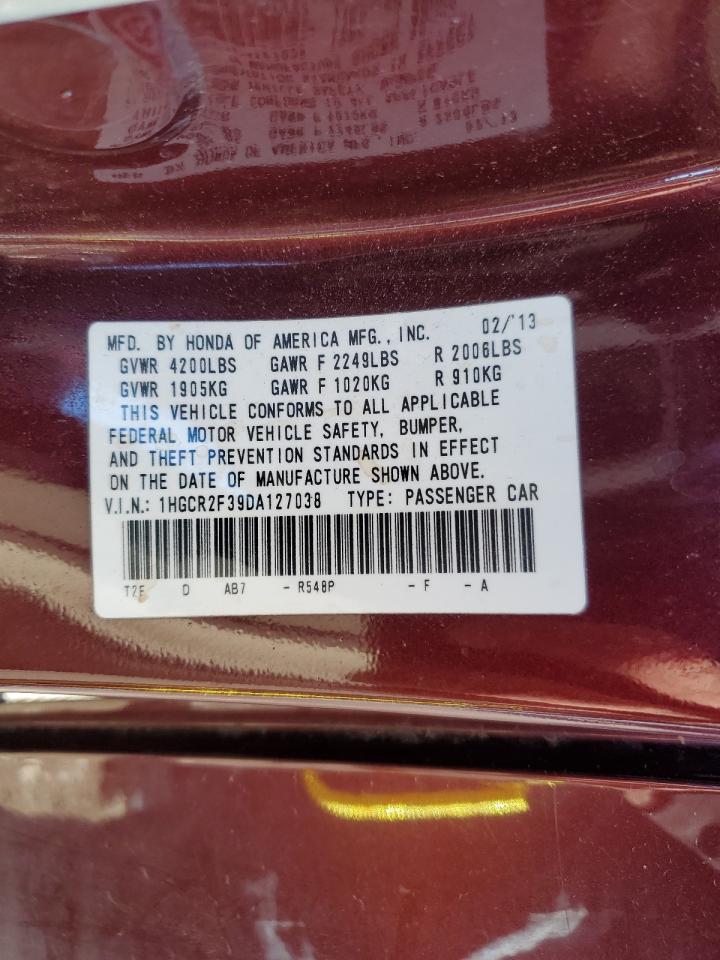 MFD. BY HONDA OF AMERICA MFG., INC. 02/'13
GVWR 4200LBS GAWR F 2249LBS R 2006LBS
GVWR 1905KG GAWR F 1020KG R 910KG
THIS VEHICLE CONFORMS TO ALL APPLICABLE
FEDERAL MOTOR VEHICLE SAFETY, BUMPER,
AND THEFT PREVENTION STANDARDS IN EFFECT
ON THE DATE OF MANUFACTURE SHOWN ABOVE.
V.I.N.: 1HGCR2F39DA127038 TYPE: PASSENGER CAR
T2F D AB7 - R548P - F - A